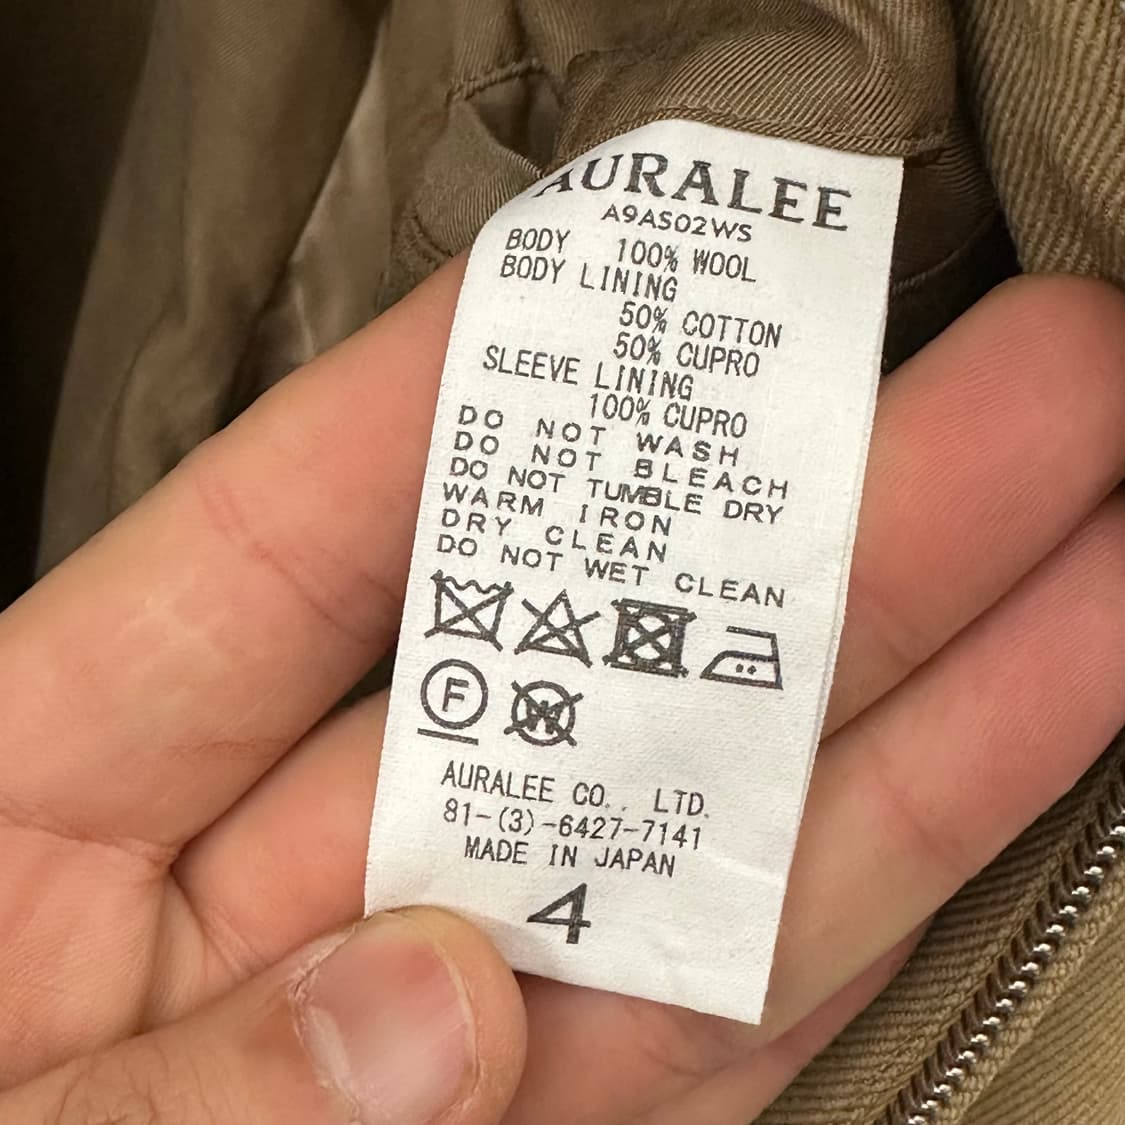 AURALEE
A9AS02WS
BODY 100% WOOL
BODY LINING
50% COTTON
50% CUPRO
SLEEVE LINING
100% CUPRO
DO NOT WASH
DO NOT BLEACH
DO NOT TUMBLE DRY
WARM IRON
DRY CLEAN
DO NOT WET CLEAN
F W
AURALEE CO., LTD.
81-(3)-6427-7141
MADE IN JAPAN
4